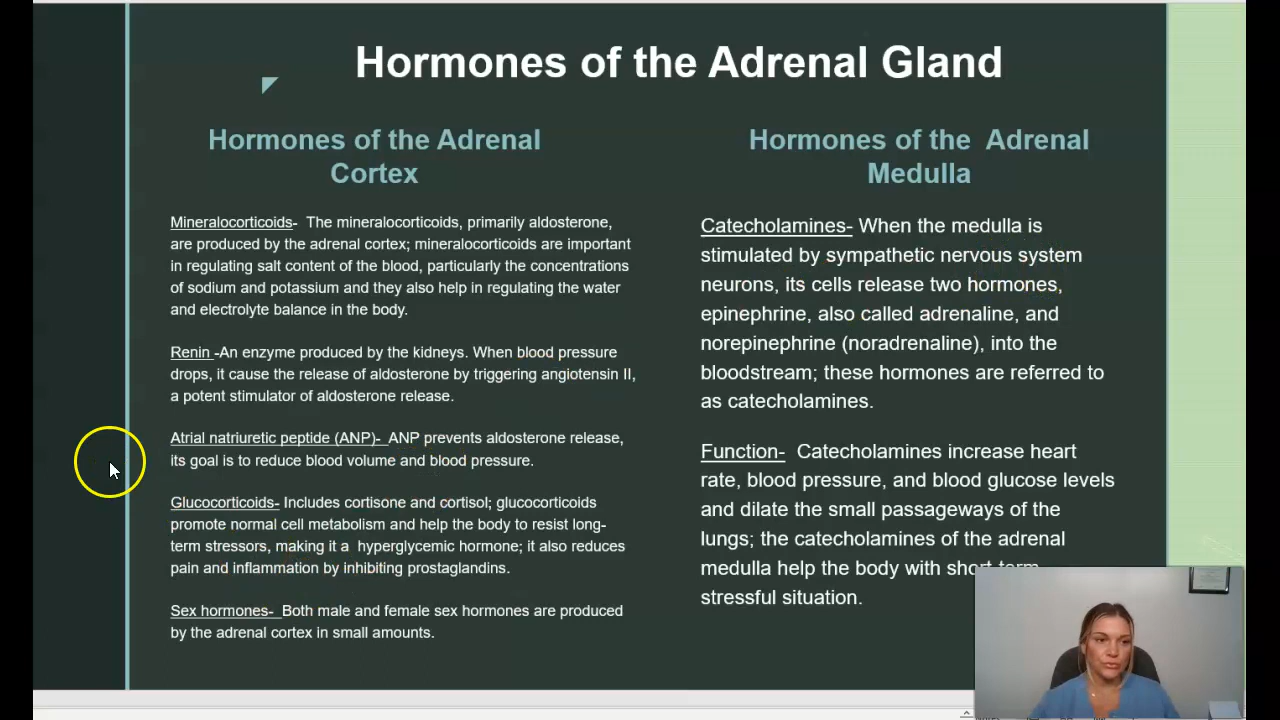 Hormones of the Adrenal Gland
Hormones of the Adrenal
Cortex
Mineralocorticoids-  The mineralocorticoids, primarily aldosterone,
are produced by the adrenal cortex; mineralocorticoids are important
in regulating salt content of the blood, particularly the concentrations
of sodium and potassium and they also help in regulating the water
and electrolyte balance in the body.
Renin -An enzyme produced by the kidneys. When blood pressure
drops, it cause the release of aldosterone by triggering angiotensin II,
a potent stimulator of aldosterone release.
Atrial natriuretic peptide (ANP)- ANP prevents aldosterone release,
its goal is to reduce blood volume and blood pressure.
Glucocorticoids- Includes cortisone and cortisol; glucocorticoids
promote normal cell metabolism and help the body to resist long-
term stressors, making it a  hyperglycemic hormone; it also reduces
pain and inflammation by inhibiting prostaglandins.
Sex hormones- Both male and female sex hormones are produced
by the adrenal cortex in small amounts.
Hormones of the  Adrenal
Medulla
Catecholamines- When the medulla is
stimulated by sympathetic nervous system
neurons, its cells release two hormones,
epinephrine, also called adrenaline, and
norepinephrine (noradrenaline), into the
bloodstream; these hormones are referred to
as catecholamines.
Function-  Catecholamines increase heart
rate, blood pressure, and blood glucose levels
and dilate the small passageways of the
lungs; the catecholamines of the adrenal
medulla help the body with short-term
stressful situation.